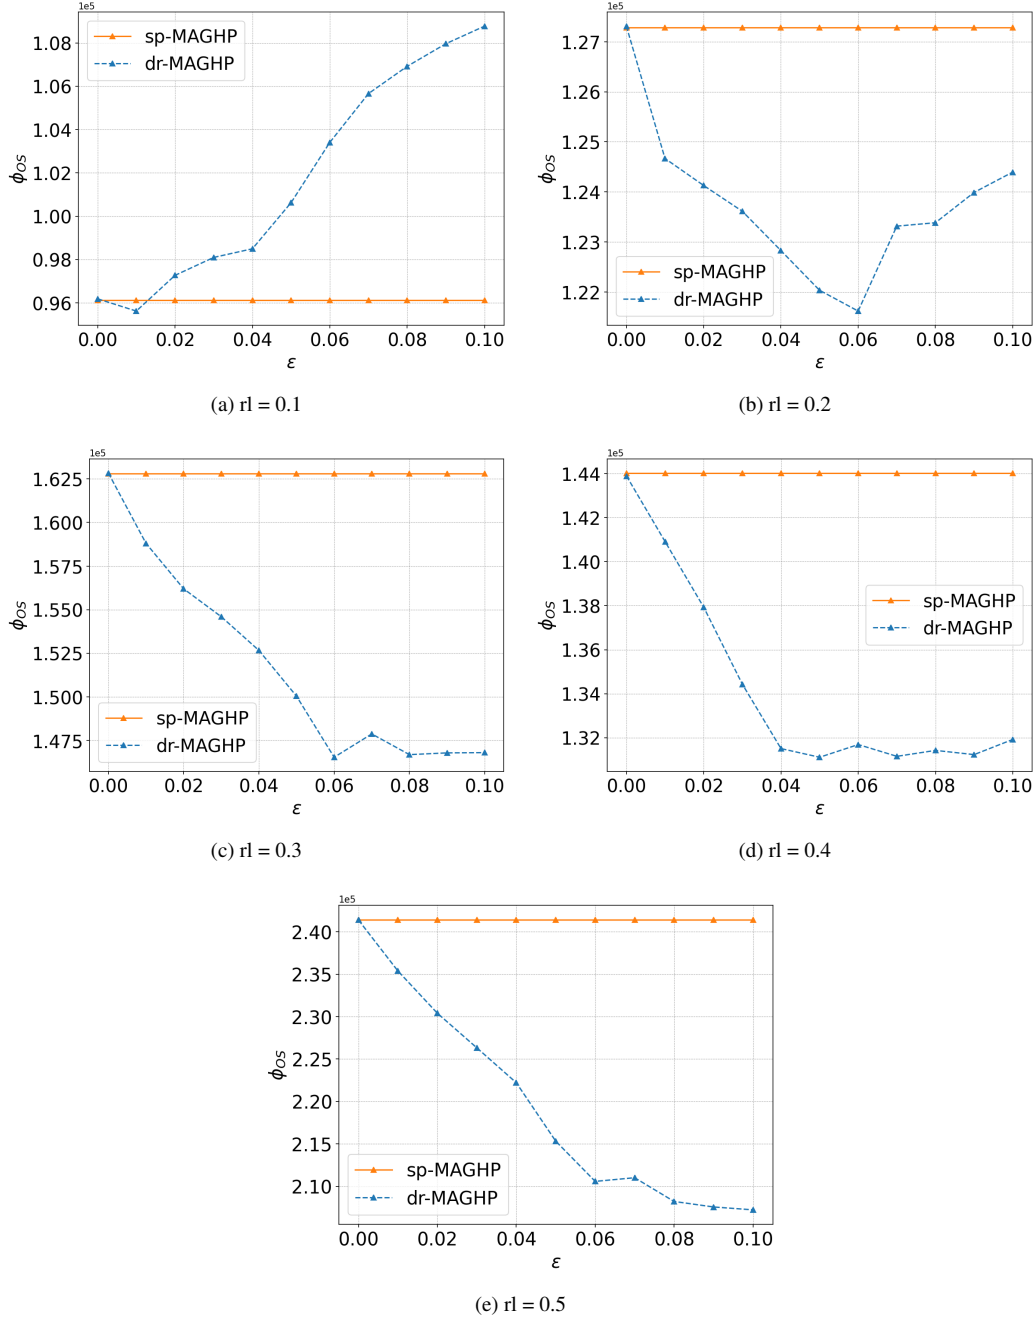 1e5
1.08
1.06
1.04
1.02
1.00
0.98
0.96
ϕOS
sp-MAGHP
dr-MAGHP
0.00 0.02 0.04 0.06 0.08 0.10
ε
(a) rl = 0.1
1e5
1.27
1.26
1.25
1.24
1.23
1.22
ϕOS
sp-MAGHP
dr-MAGHP
0.00 0.02 0.04 0.06 0.08 0.10
ε
(b) rl = 0.2
1e5
1.625
1.600
1.575
1.550
1.525
1.500
1.475
ϕOS
sp-MAGHP
dr-MAGHP
0.00 0.02 0.04 0.06 0.08 0.10
ε
(c) rl = 0.3
1e5
1.44
1.42
1.40
1.38
1.36
1.34
1.32
ϕOS
sp-MAGHP
dr-MAGHP
0.00 0.02 0.04 0.06 0.08 0.10
ε
(d) rl = 0.4
1e5
2.40
2.35
2.30
2.25
2.20
2.15
2.10
ϕOS
sp-MAGHP
dr-MAGHP
0.00 0.02 0.04 0.06 0.08 0.10
ε
(e) rl = 0.5